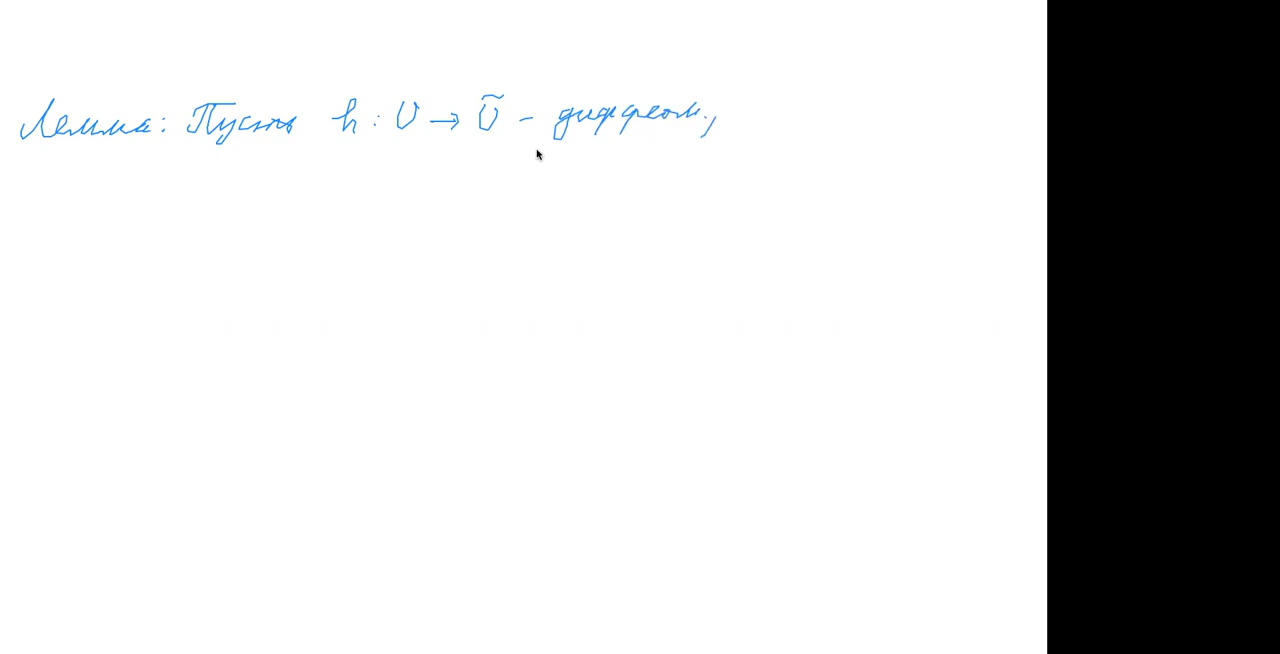 Лемма: Пусть h : U → Ũ - диффеом.,